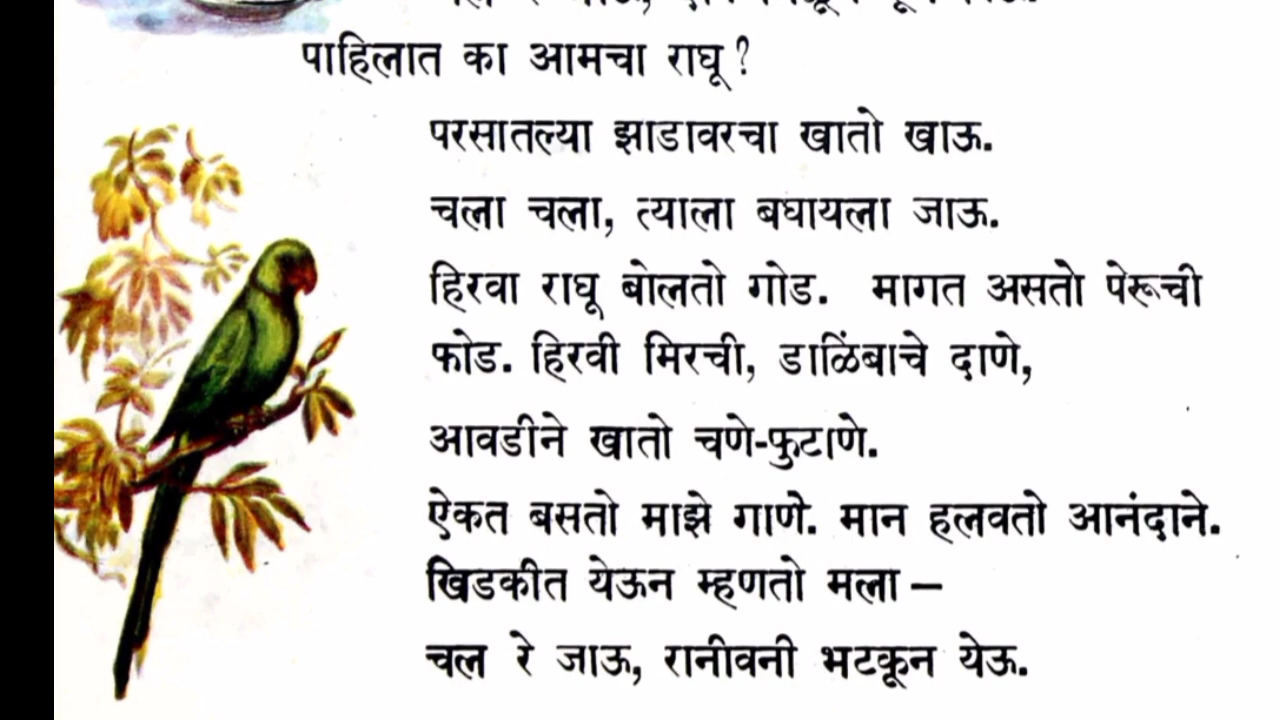 पाहिलात का आमचा राघू?
परसातल्या झाडावरचा खातो खाऊ.
चला चला, त्याला बघायला जाऊ.
हिरवा राघू बोलतो गोड. मागत असतो पेरूची
फोड. हिरवी मिरची, डाळिंबाचे दाणे,
आवडीने खातो चणे-फुटाणे.
ऐकत बसतो माझे गाणे. मान हलवतो आनंदाने.
खिडकीत येऊन म्हणतो मला –
चल रे जाऊ, रानीवनी भटकून येऊ.